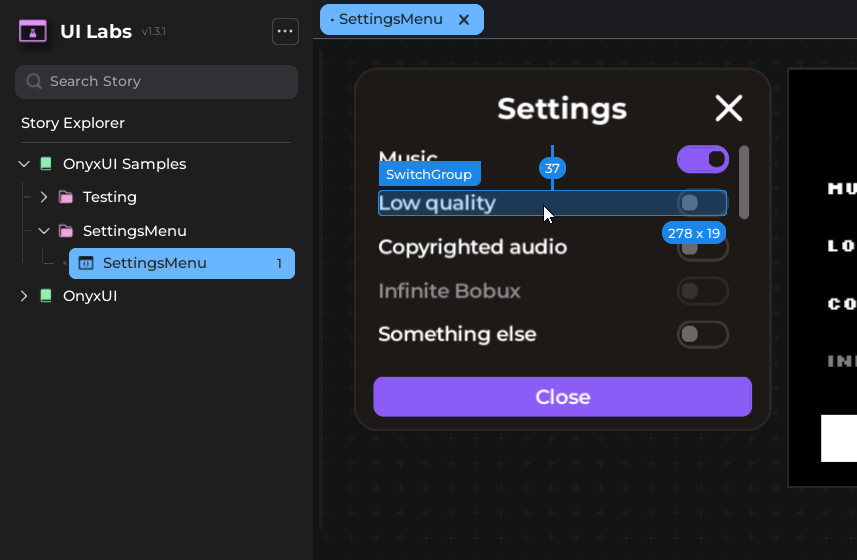 UI Labs v1.3.1
Search Story
Story Explorer
OnyxUI Samples
Testing
SettingsMenu
SettingsMenu 1
OnyxUI
· SettingsMenu
Settings
Music
37
SwitchGroup
Low quality
278 x 19
Copyrighted audio
Infinite Bobux
Something else
Close
MU
LO
CO